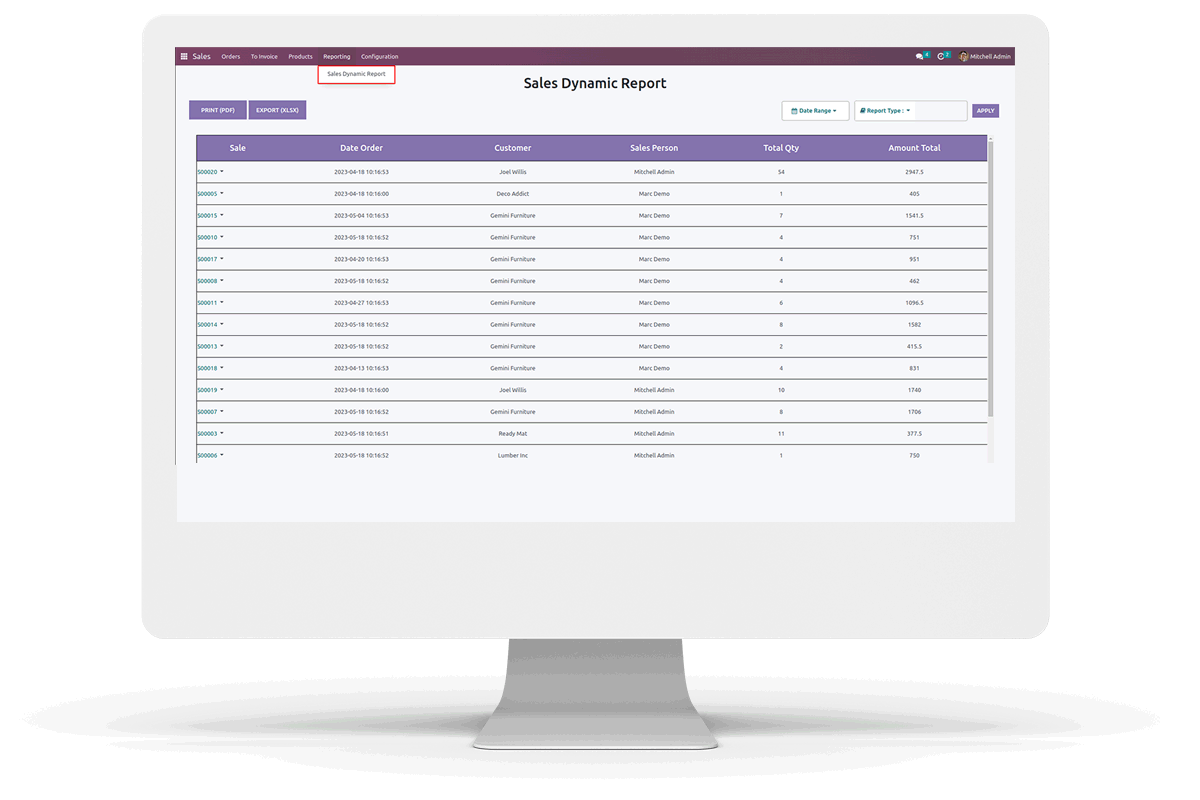 Sales Orders To Invoice Products Reporting Configuration 4 2 Mitchell Admin
Sales Dynamic Report
Sales Dynamic Report
PRINT (PDF) EXPORT (XLSX) Date Range Report Type : APPLY
Sale Date Order Customer Sales Person Total Qty Amount Total
S00020 2023-04-18 10:16:53 Joel Willis Mitchell Admin 54 2947.5
S00005 2023-04-18 10:16:00 Deco Addict Marc Demo 1 405
S00015 2023-05-04 10:16:53 Gemini Furniture Marc Demo 7 1541.5
S00010 2023-05-18 10:16:52 Gemini Furniture Marc Demo 4 751
S00017 2023-04-20 10:16:53 Gemini Furniture Marc Demo 4 951
S00008 2023-05-18 10:16:52 Gemini Furniture Marc Demo 4 462
S00011 2023-04-27 10:16:53 Gemini Furniture Marc Demo 6 1096.5
S00014 2023-05-18 10:16:52 Gemini Furniture Marc Demo 8 1582
S00013 2023-05-18 10:16:52 Gemini Furniture Marc Demo 2 415.5
S00018 2023-04-13 10:16:53 Gemini Furniture Marc Demo 4 831
S00019 2023-04-18 10:16:00 Joel Willis Mitchell Admin 10 1740
S00007 2023-05-18 10:16:52 Gemini Furniture Mitchell Admin 8 1706
S00003 2023-05-18 10:16:51 Ready Mat Mitchell Admin 11 377.5
S00006 2023-05-18 10:16:52 Lumber Inc Mitchell Admin 1 750